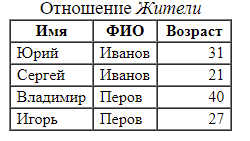 Отношение Жители
Имя ФИО Возраст
Юрий Иванов 31
Сергей Иванов 21
Владимир Перов 40
Игорь Перов 27